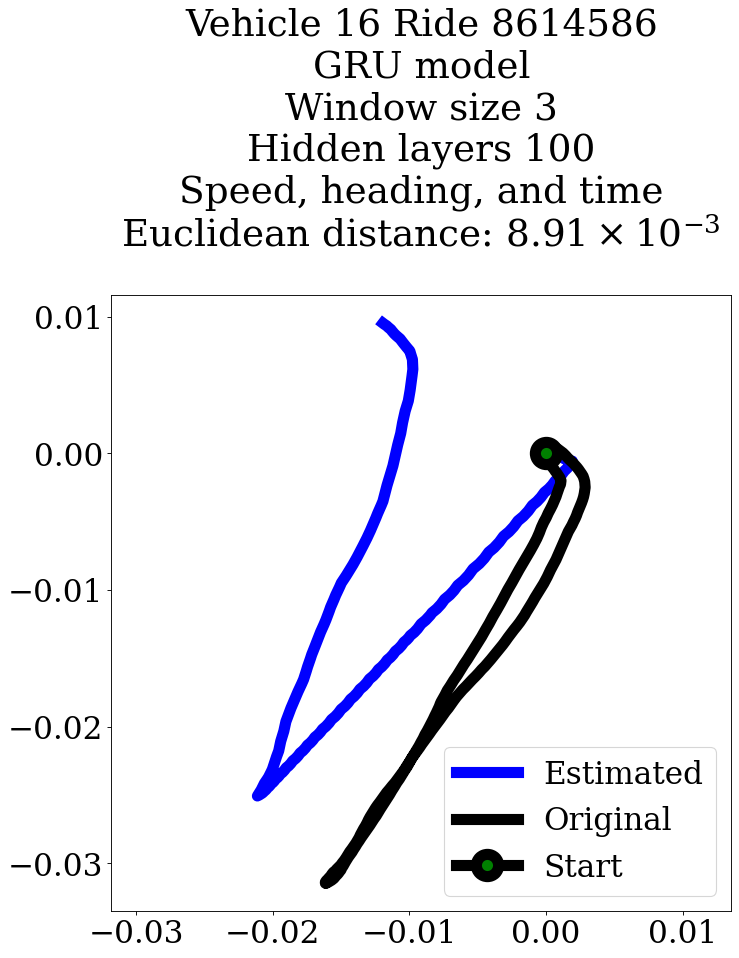 Vehicle 16 Ride 8614586
GRU model
Window size 3
Hidden layers 100
Speed, heading, and time
Euclidean distance: 8.91 × 10⁻³
0.01
0.00
−0.01
−0.02
−0.03
Estimated
Original
Start
−0.03 −0.02 −0.01 0.00 0.01